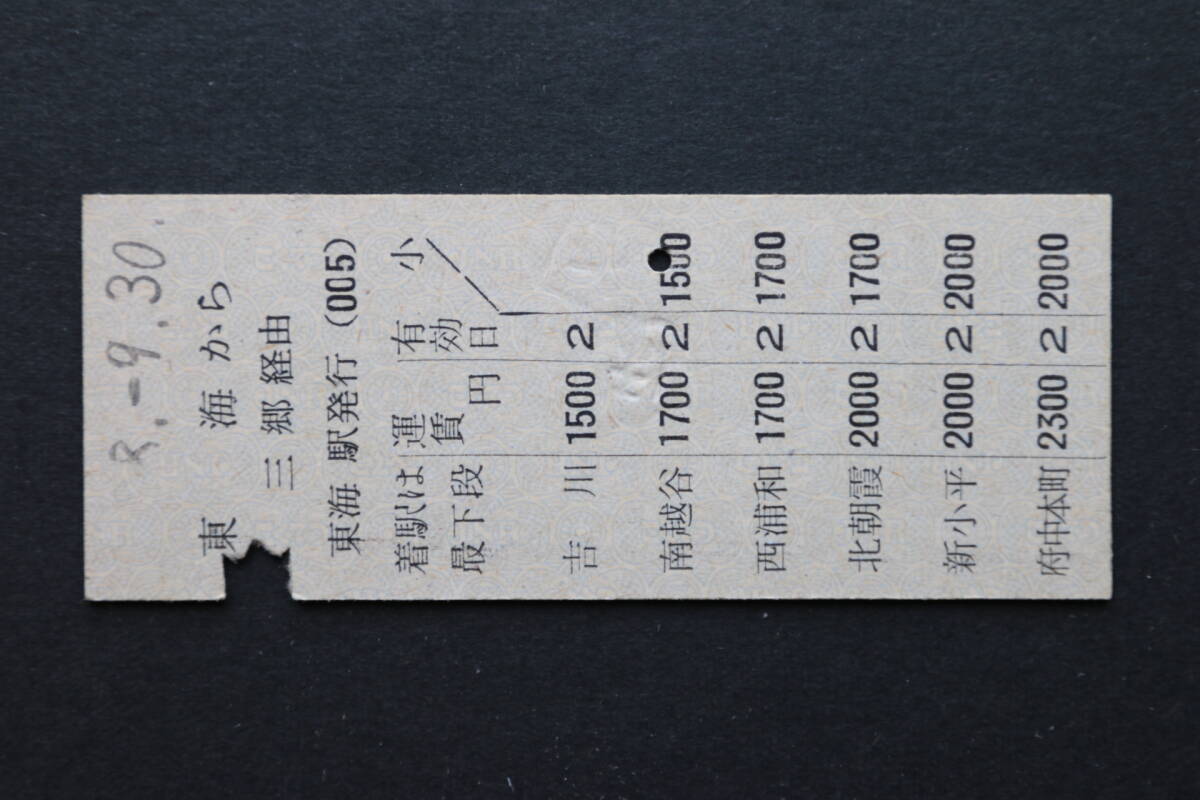 3.-9.30.
東 海 から
三郷経由
東海 駅発行 (005)
着駅は 最下段 運賃 円 有効日 小
吉川 1500 2
南越谷 1700 2 1500
西浦和 1700 2 1700
北朝霞 2000 2 1700
新小平 2000 2 2000
府中本町 2300 2 2000